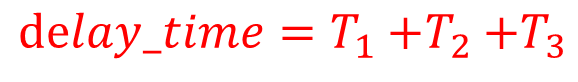 delay_time = T₁ +T₂ +T₃